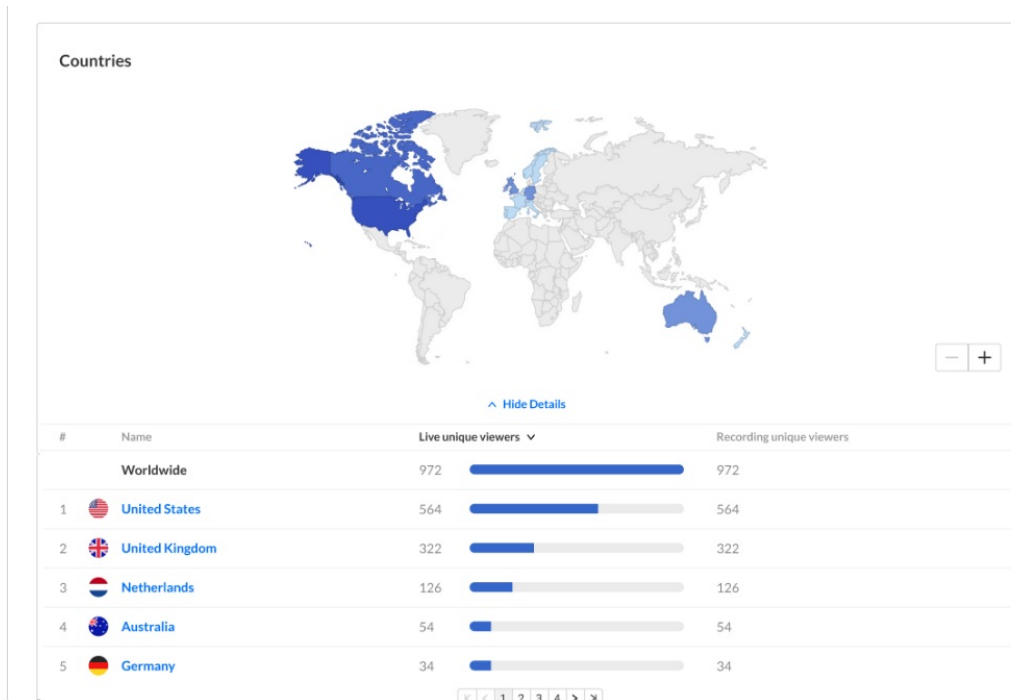 Countries
− +
Hide Details
# Name Live unique viewers Recording unique viewers
Worldwide 972 972
1 United States 564 564
2 United Kingdom 322 322
3 Netherlands 126 126
4 Australia 54 54
5 Germany 34 34
1 2 3 4